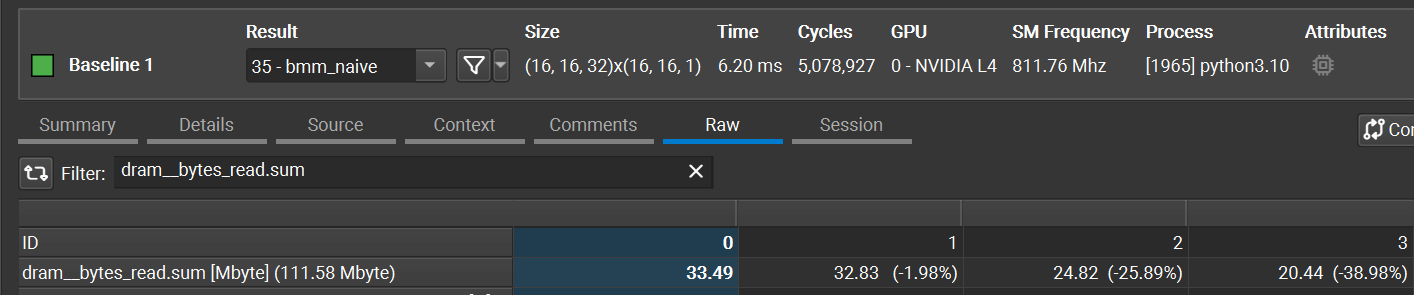 Result Size Time Cycles GPU SM Frequency Process Attributes
Baseline 1 35 - bmm_naive (16, 16, 32)x(16, 16, 1) 6.20 ms 5,078,927 0 - NVIDIA L4 811.76 Mhz [1965] python3.10
Summary Details Source Context Comments Raw Session
Filter: dram__bytes_read.sum
ID 0 1 2 3
dram__bytes_read.sum [Mbyte] (111.58 Mbyte) 33.49 32.83 (-1.98%) 24.82 (-25.89%) 20.44 (-38.98%)